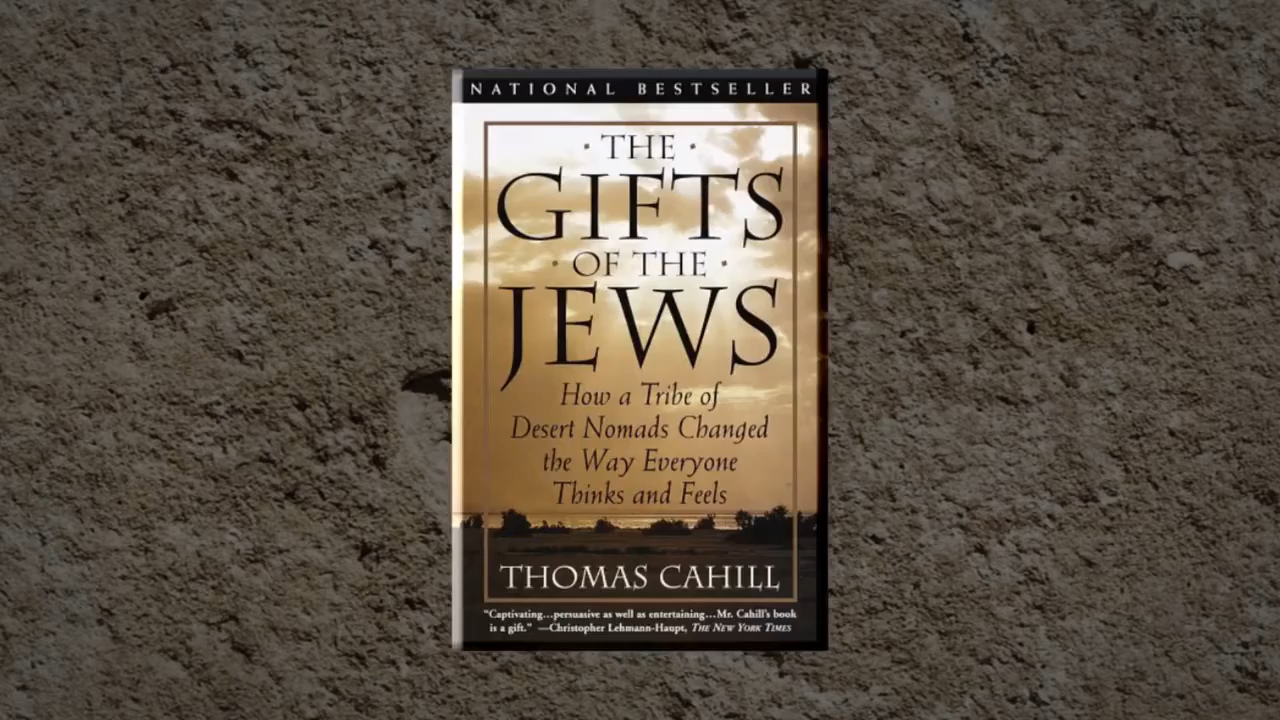 NATIONAL BESTSELLER
· THE ·
GIFTS
· OF THE ·
JEWS
How a Tribe of
Desert Nomads Changed
the Way Everyone
Thinks and Feels
THOMAS CAHILL
"Captivating...persuasive as well as entertaining...Mr. Cahill's book
is a gift." —Christopher Lehmann-Haupt, THE NEW YORK TIMES